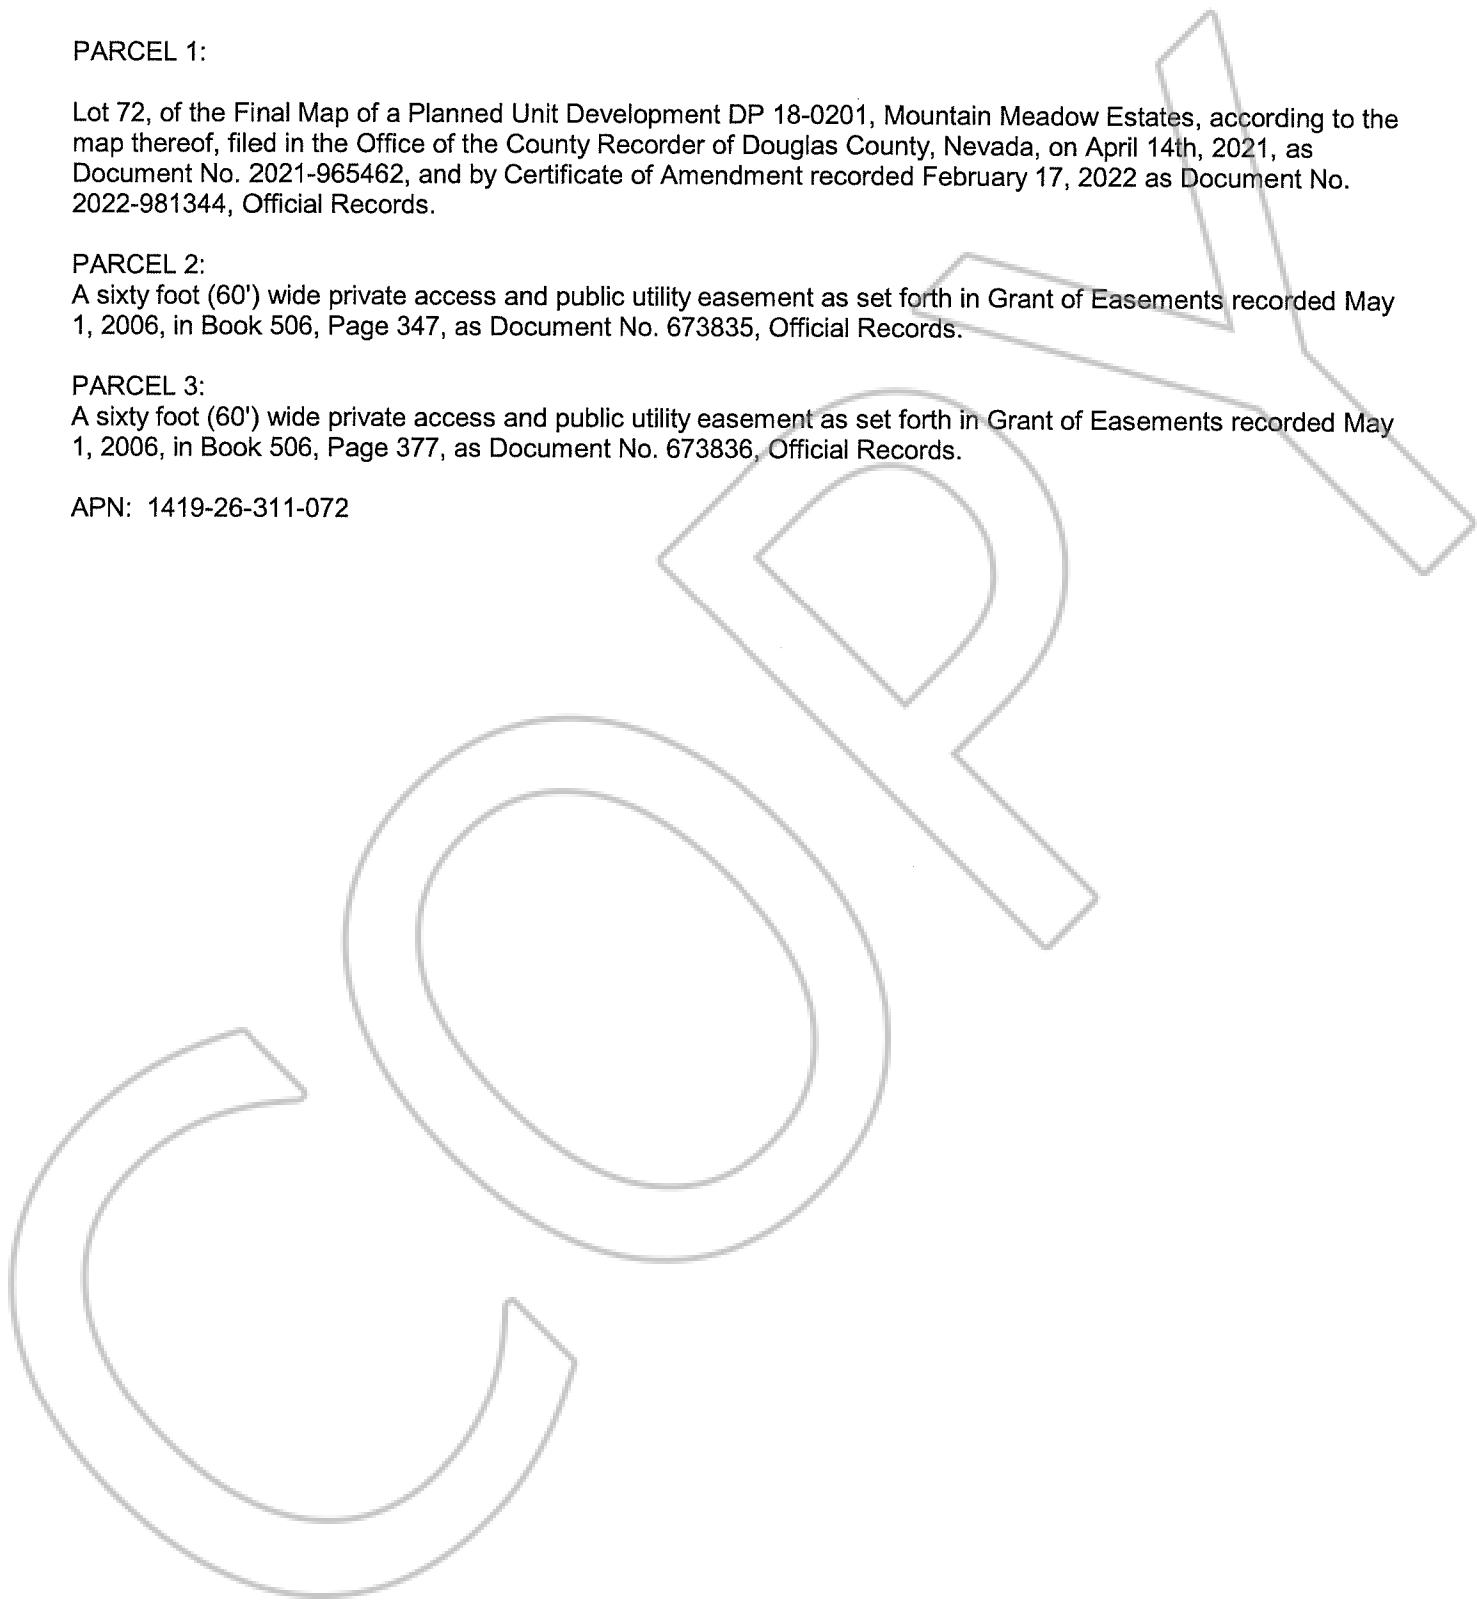 PARCEL 1:
Lot 72, of the Final Map of a Planned Unit Development DP 18-0201, Mountain Meadow Estates, according to the
map thereof, filed in the Office of the County Recorder of Douglas County, Nevada, on April 14th, 2021, as
Document No. 2021-965462, and by Certificate of Amendment recorded February 17, 2022 as Document No.
2022-981344, Official Records.
PARCEL 2:
A sixty foot (60') wide private access and public utility easement as set forth in Grant of Easements recorded May
1, 2006, in Book 506, Page 347, as Document No. 673835, Official Records.
PARCEL 3:
A sixty foot (60') wide private access and public utility easement as set forth in Grant of Easements recorded May
1, 2006, in Book 506, Page 377, as Document No. 673836, Official Records.
APN: 1419-26-311-072
COPY